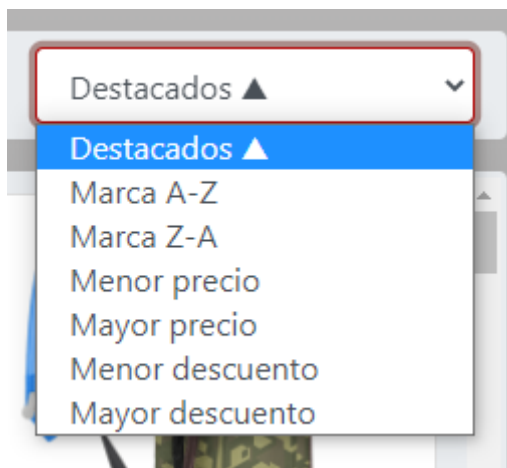 Destacados ▲
Destacados ▲
Marca A-Z
Marca Z-A
Menor precio
Mayor precio
Menor descuento
Mayor descuento